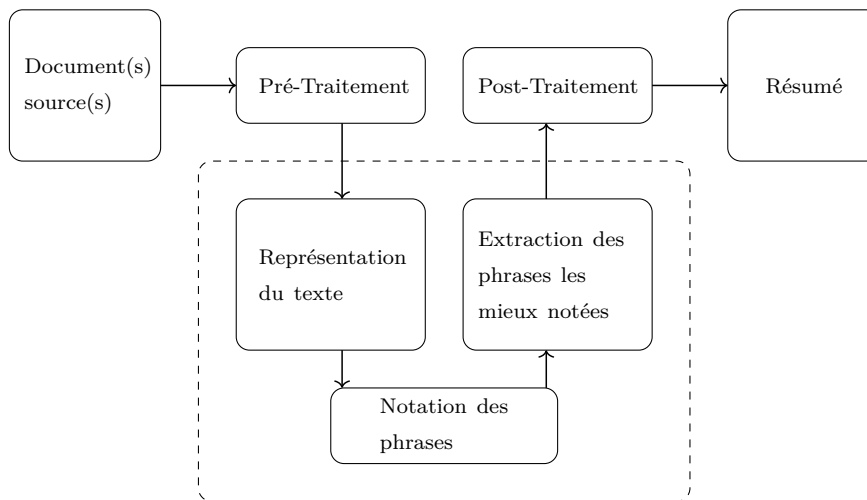 Document(s)
source(s)
Pré-Traitement
Post-Traitement
Résumé
Représentation
du texte
Extraction des
phrases les
mieux notées
Notation des
phrases